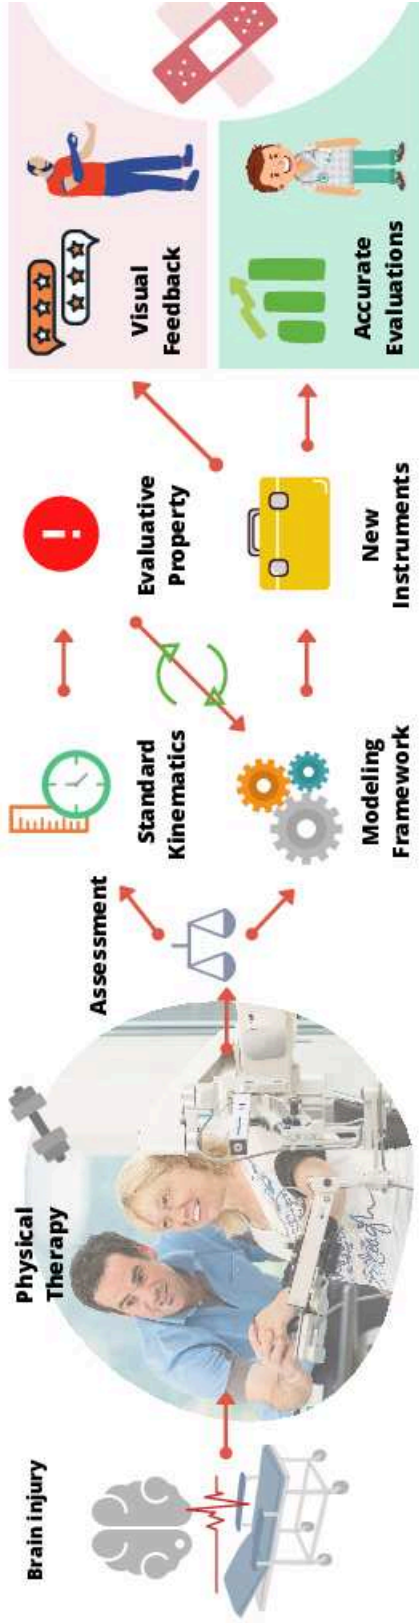 Brain injury
Physical
Therapy
Assessment
Standard
Kinematics
Modeling
Framework
Evaluative
Property
New
Instruments
Visual
Feedback
Accurate
Evaluations